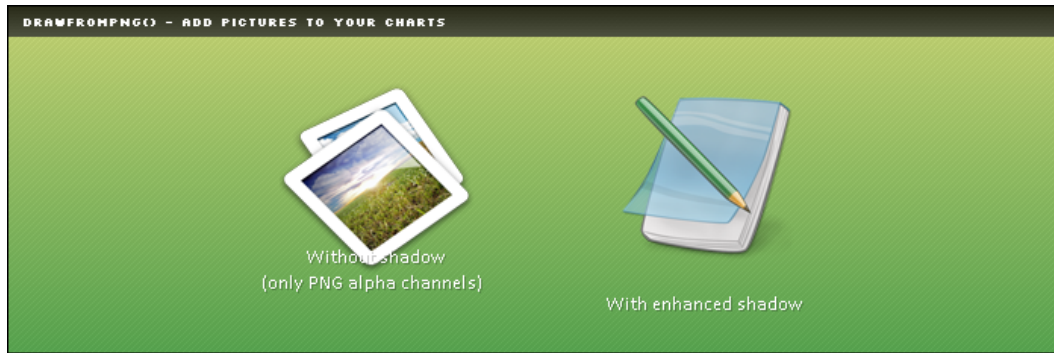 DRAWFROMPNG() - ADD PICTURES TO YOUR CHARTS
Without shadow
(only PNG alpha channels)
With enhanced shadow